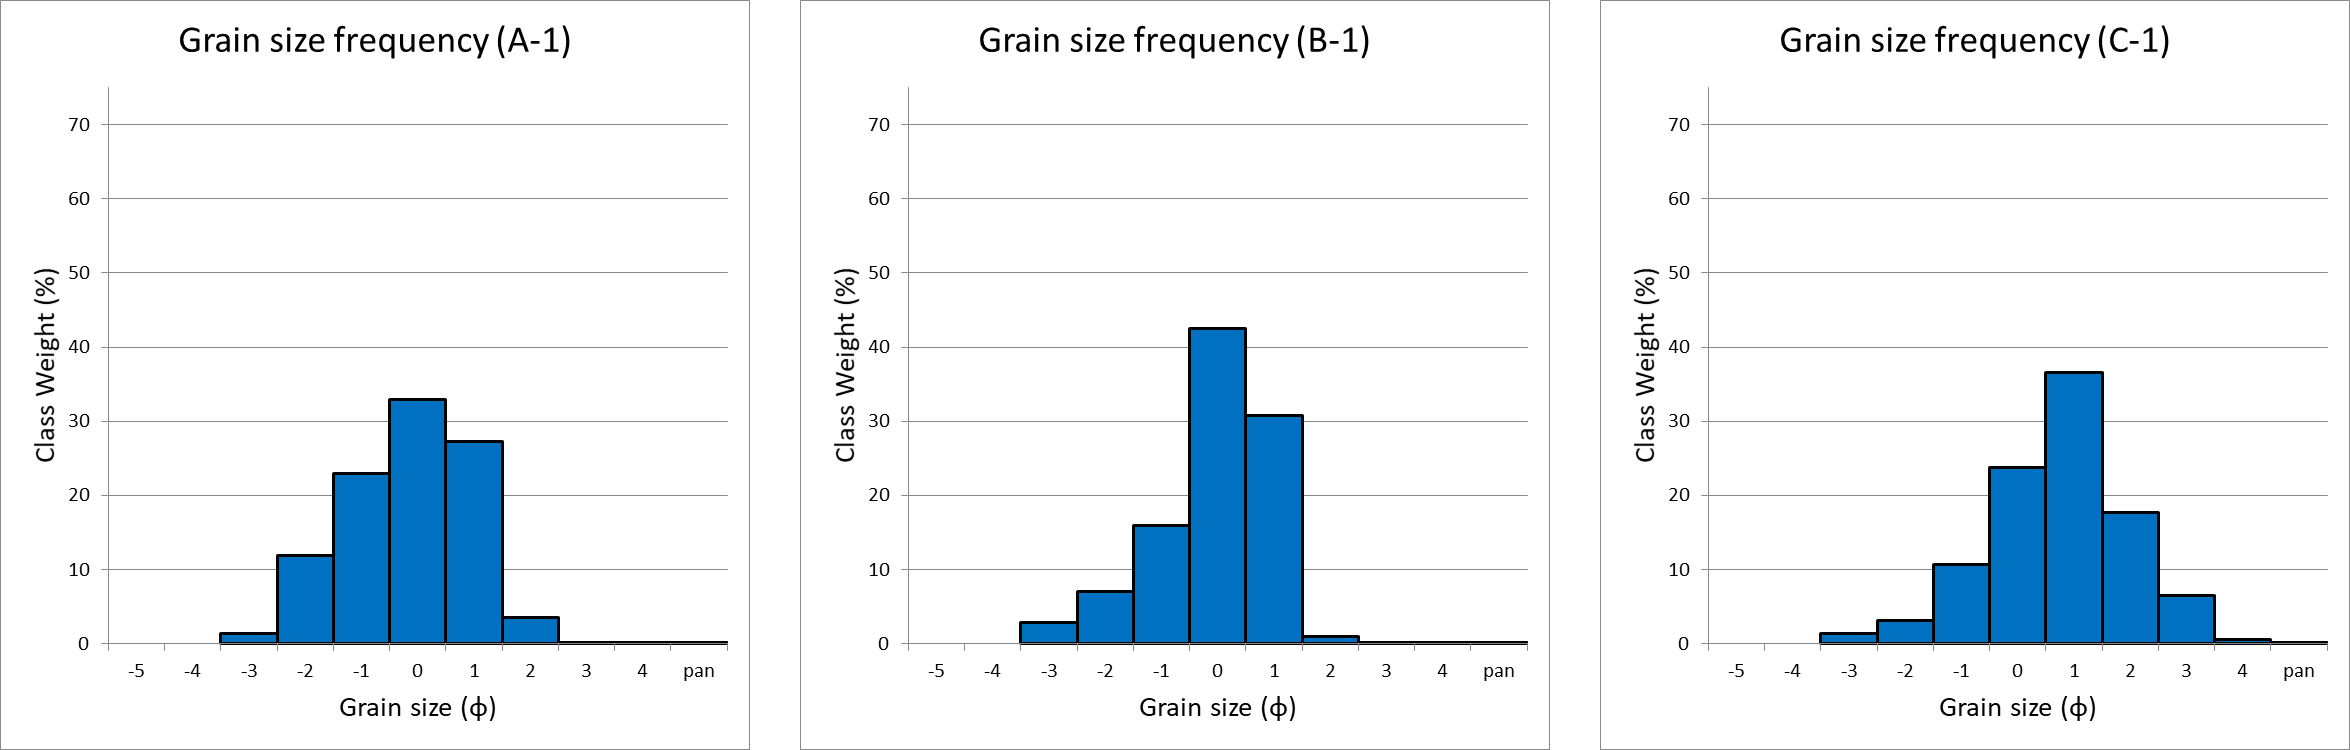 Grain size frequency (A-1)
70
60
50
40
30
20
10
0
Class Weight (%)
-5 -4 -3 -2 -1 0 1 2 3 4 pan
Grain size (ϕ)
Grain size frequency (B-1)
70
60
50
40
30
20
10
0
Class Weight (%)
-5 -4 -3 -2 -1 0 1 2 3 4 pan
Grain size (ϕ)
Grain size frequency (C-1)
70
60
50
40
30
20
10
0
Class Weight (%)
-5 -4 -3 -2 -1 0 1 2 3 4 pan
Grain size (ϕ)